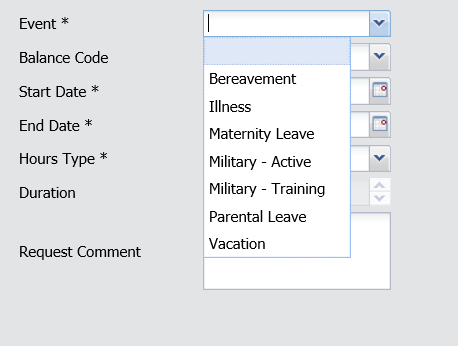 Event *
Balance Code
Bereavement
Start Date *
Illness
End Date *
Maternity Leave
Hours Type *
Military - Active
Duration
Military - Training
Parental Leave
Vacation
Request Comment